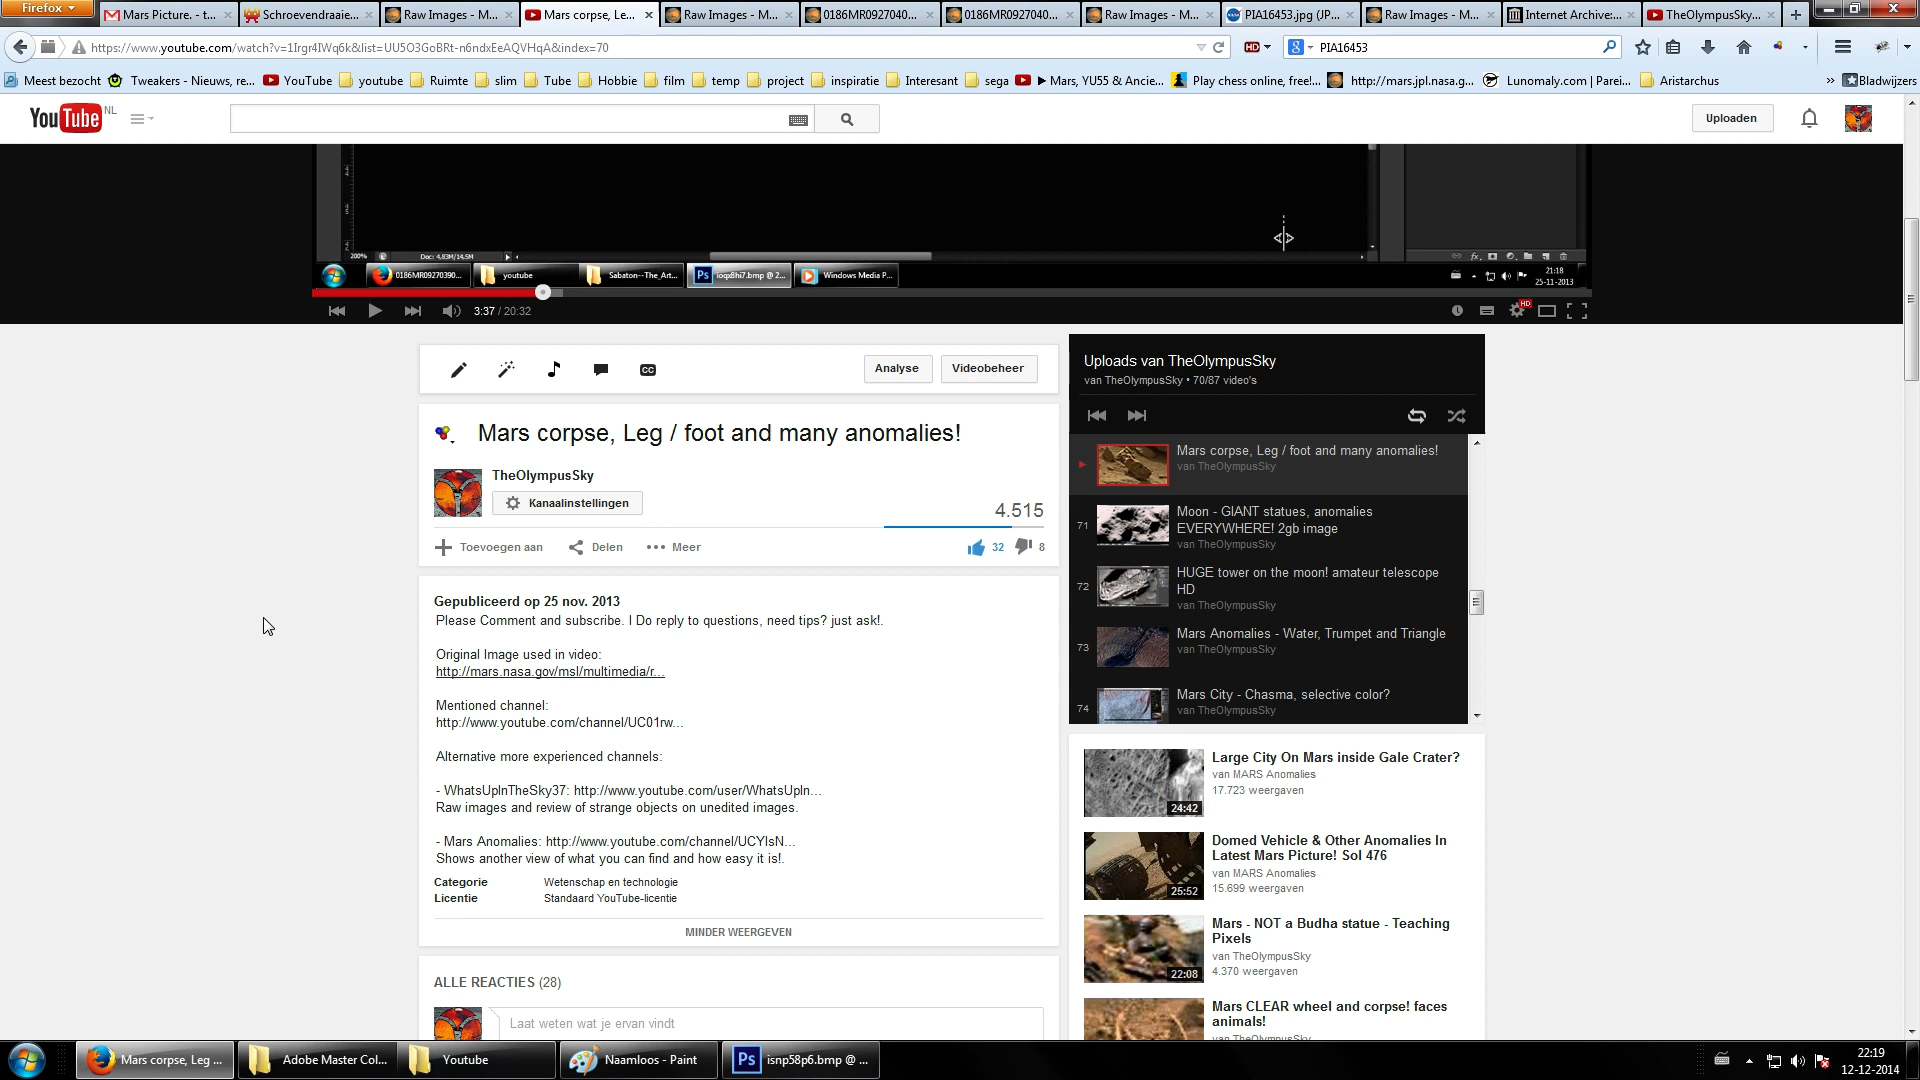 Firefox
Mars Picture. - t...
Schroevendraaie...
Raw Images - M...
Mars corpse, Le...
Raw Images - M...
0186MR0927040...
0186MR0927040...
Raw Images - M...
PIA16453.jpg (JP...
Raw Images - M...
Internet Archive:...
TheOlympusSky...
https://www.youtube.com/watch?v=1Irgr4IWq6k&list=UU5O3GoBRt-n6ndxEeAQVHqA&index=70
HD
PIA16453
Meest bezocht
Tweakers - Nieuws, re...
YouTube
youtube
Ruimte
slim
Tube
Hobbie
film
temp
project
inspiratie
Interesant
sega
► Mars, YU55 & Ancie...
Play chess online, free!...
http://mars.jpl.nasa.g...
Lunomaly.com | Parei...
Aristarchus
Bladwijzers
YouTube NL
Uploaden
200%
Doc: 4,83M/14,5M
0186MR09270390...
youtube
Sabaton--The_Art...
Ps
ioqp8hi7.bmp @ 2...
Windows Media P...
21:18
25-11-2013
3:37 / 20:32
HD
CC
Analyse
Videobeheer
Mars corpse, Leg / foot and many anomalies!
TheOlympusSky
Kanaalinstellingen
4.515
Toevoegen aan
Delen
Meer
32
8
Gepubliceerd op 25 nov. 2013
Please Comment and subscribe. I Do reply to questions, need tips? just ask!.
Original Image used in video:
http://mars.nasa.gov/msl/multimedia/r...
Mentioned channel:
http://www.youtube.com/channel/UC01rw...
Alternative more experienced channels:
- WhatsUpInTheSky37: http://www.youtube.com/user/WhatsUpIn...
Raw images and review of strange objects on unedited images.
- Mars Anomalies: http://www.youtube.com/channel/UCYIsN...
Shows another view of what you can find and how easy it is!.
Categorie Wetenschap en technologie
Licentie Standaard YouTube-licentie
MINDER WEERGEVEN
ALLE REACTIES (28)
Laat weten wat je ervan vindt
Uploads van TheOlympusSky
van TheOlympusSky • 70/87 video's
Mars corpse, Leg / foot and many anomalies!
van TheOlympusSky
71
Moon - GIANT statues, anomalies
EVERYWHERE! 2gb image
van TheOlympusSky
72
HUGE tower on the moon! amateur telescope
HD
van TheOlympusSky
73
Mars Anomalies - Water, Trumpet and Triangle
van TheOlympusSky
74
Mars City - Chasma, selective color?
van TheOlympusSky
Large City On Mars inside Gale Crater?
van MARS Anomalies
17.723 weergaven
24:42
Domed Vehicle & Other Anomalies In
Latest Mars Picture! Sol 476
van MARS Anomalies
15.699 weergaven
25:52
Mars - NOT a Budha statue - Teaching
Pixels
van TheOlympusSky
4.370 weergaven
22:08
Mars CLEAR wheel and corpse! faces
animals!
van TheOlympusSky
Mars corpse, Leg ...
Adobe Master Col...
Youtube
Naamloos - Paint
Ps
isnp58p6.bmp @ ...
22:19
12-12-2014